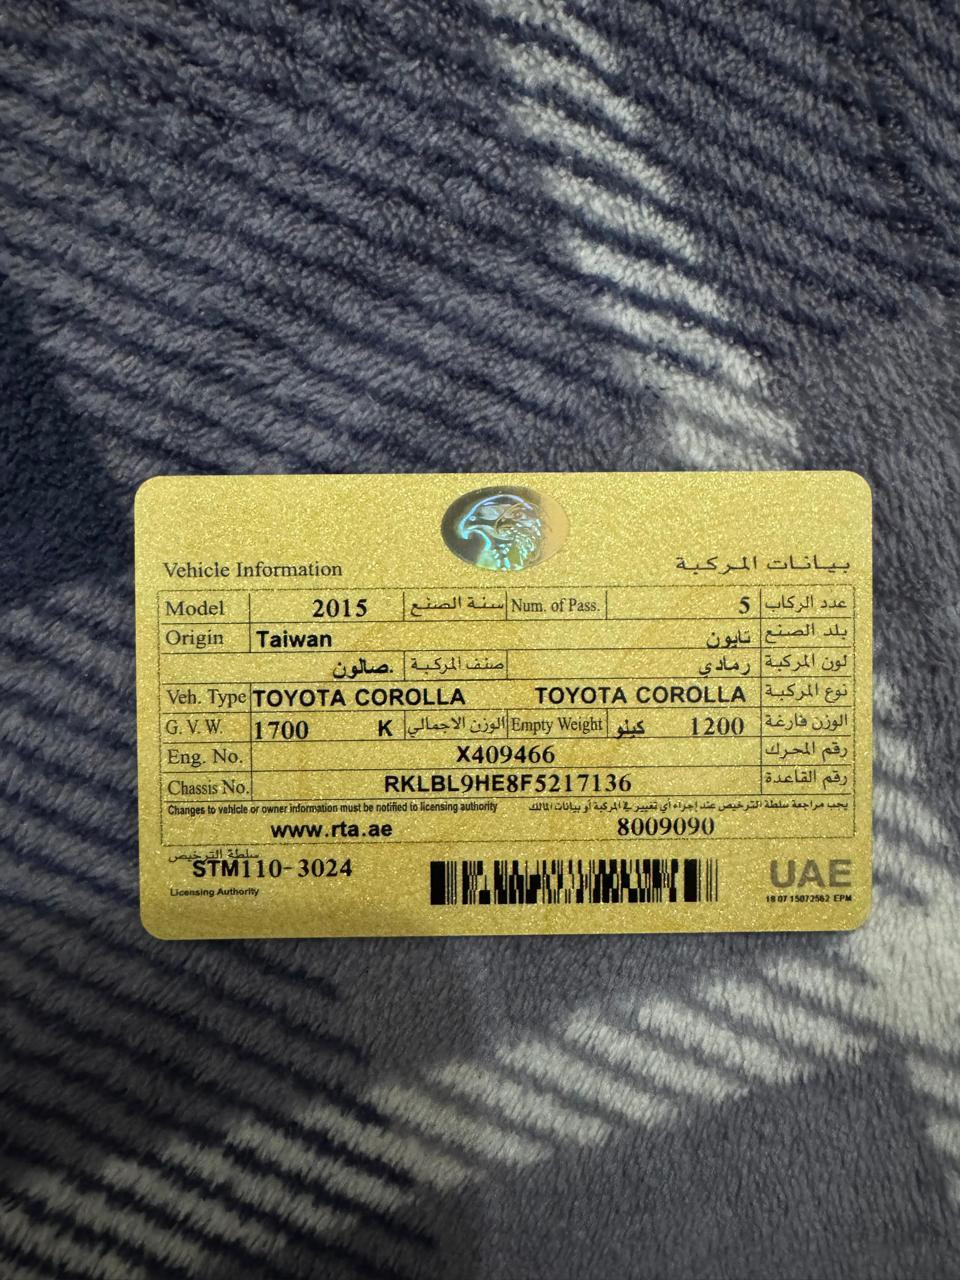 Vehicle Information بيانات المركبة
Model 2015 سنة الصنع Num. of Pass. 5 عدد الركاب
Origin Taiwan تايون بلد الصنع
صالون. صنف المركبة رمادي لون المركبة
Veh. Type TOYOTA COROLLA TOYOTA COROLLA نوع المركبة
G. V. W. 1700 K الوزن الاجمالي Empty Weight كيلو 1200 الوزن فارغة
Eng. No. X409466 رقم المحرك
Chassis No. RKLBL9HE8F5217136 رقم القاعدة
Changes to vehicle or owner information must be notified to licensing authority يجب مراجعة سلطة الترخيص عند إجراء أي تغيير في المركبة أو بيانات المالك
www.rta.ae 8009090
سلطة الترخيص
STM110-3024
Licensing Authority
UAE
18 07 15072562 EPM